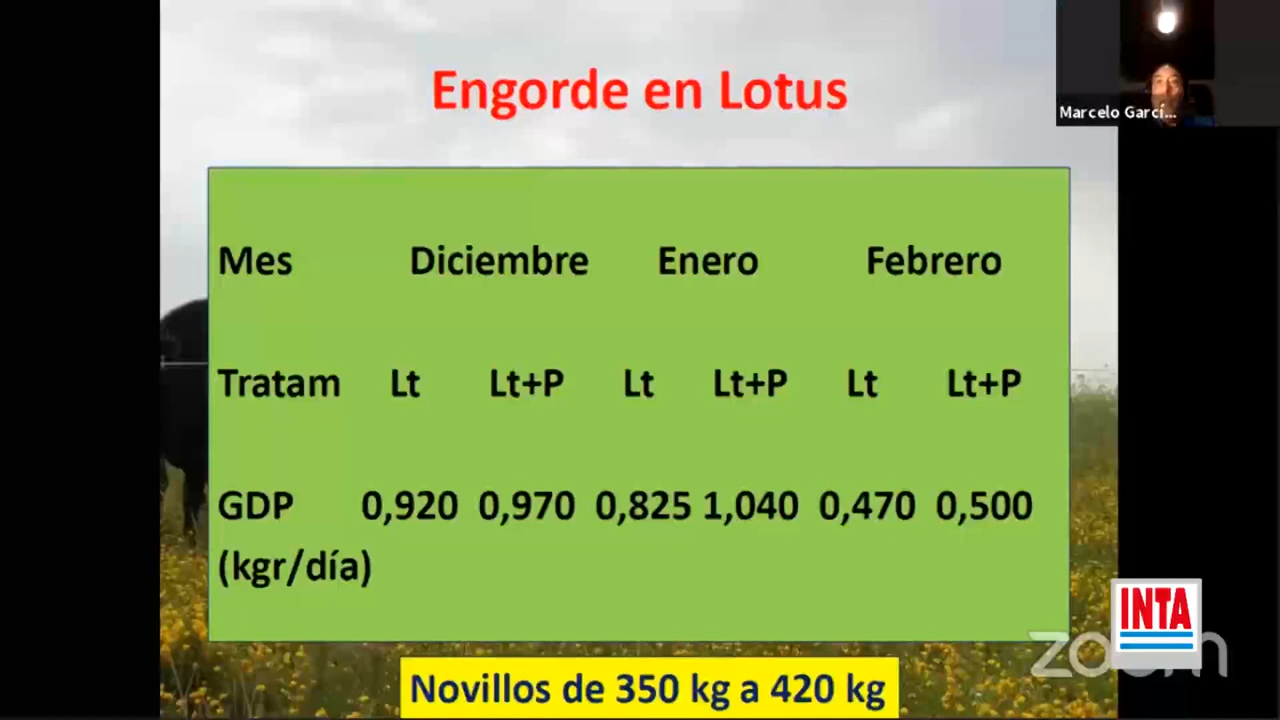 Engorde en Lotus
Marcelo Garcí...
Mes Diciembre Enero Febrero
Tratam Lt Lt+P Lt Lt+P Lt Lt+P
GDP 0,920 0,970 0,825 1,040 0,470 0,500
(kgr/día)
INTA
zoom
Novillos de 350 kg a 420 kg